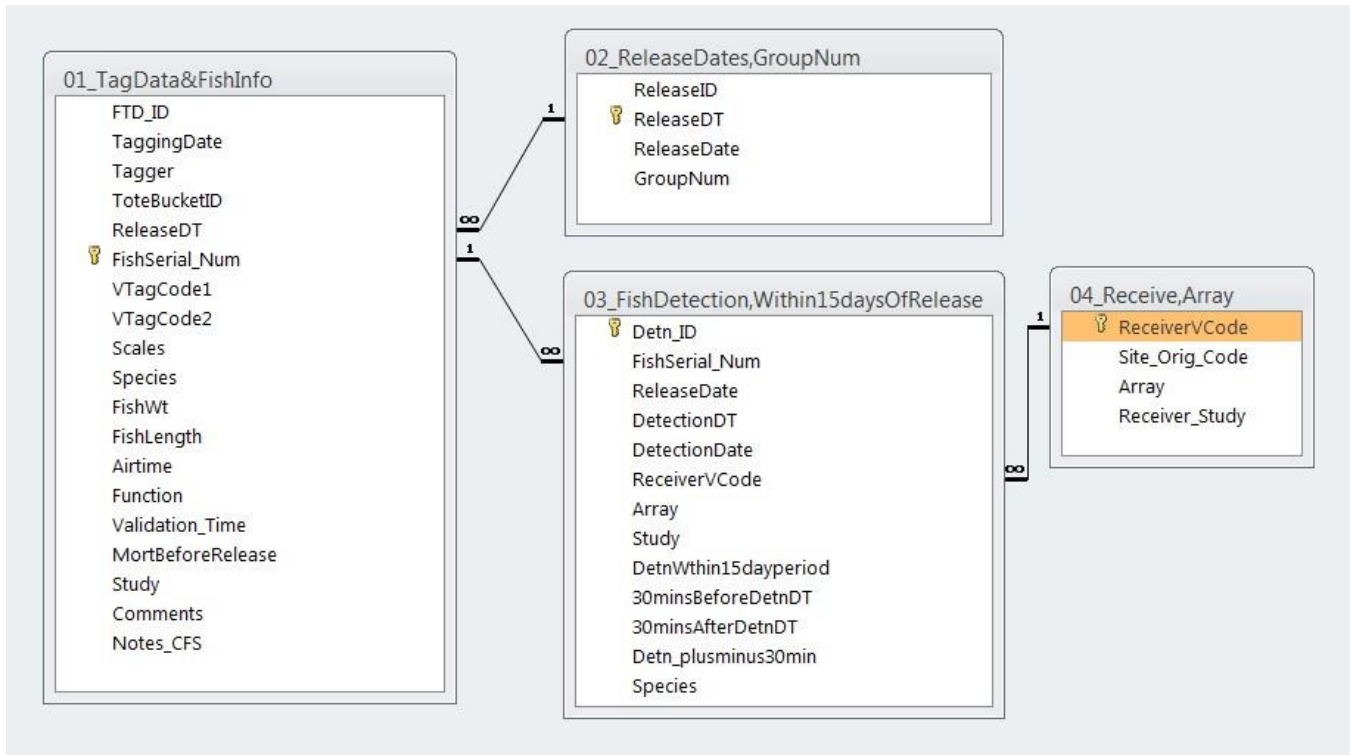 01_TagData&FishInfo
FTD_ID
TaggingDate
Tagger
ToteBucketID
ReleaseDT
FishSerial_Num
VTagCode1
VTagCode2
Scales
Species
FishWt
FishLength
Airtime
Function
Validation_Time
MortBeforeRelease
Study
Comments
Notes_CFS
1
∞
1
∞
02_ReleaseDates,GroupNum
ReleaseID
ReleaseDT
ReleaseDate
GroupNum
03_FishDetection,Within15daysOfRelease
Detn_ID
FishSerial_Num
ReleaseDate
DetectionDT
DetectionDate
ReceiverVCode
Array
Study
DetnWthin15dayperiod
30minsBeforeDetnDT
30minsAfterDetnDT
Detn_plusminus30min
Species
1
∞
04_Receive,Array
ReceiverVCode
Site_Orig_Code
Array
Receiver_Study